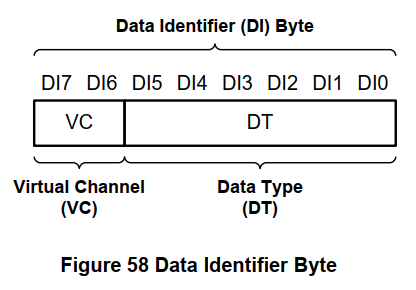 Data Identifier (DI) Byte
DI7 DI6 DI5 DI4 DI3 DI2 DI1 DI0
VC DT
Virtual Channel Data Type
(VC) (DT)
Figure 58 Data Identifier Byte